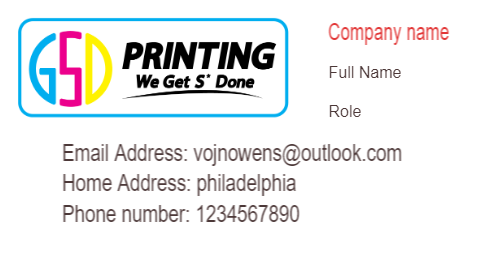 GSD PRINTING
We Get S* Done
Company name
Full Name
Role
Email Address: vojnowens@outlook.com
Home Address: philadelphia
Phone number: 1234567890